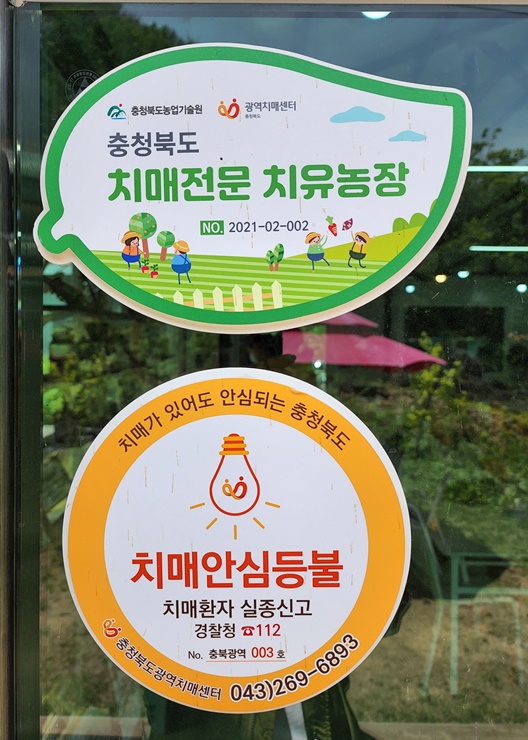 충청북도농업기술원 광역치매센터
충청북도
충청북도
치매전문 치유농장
NO. 2021-02-002
치매가 있어도 안심되는 충청북도
치매안심등불
치매환자 실종신고
경찰청 ☎112
No. 충북광역 003 호
충청북도광역치매센터 043)269-6893